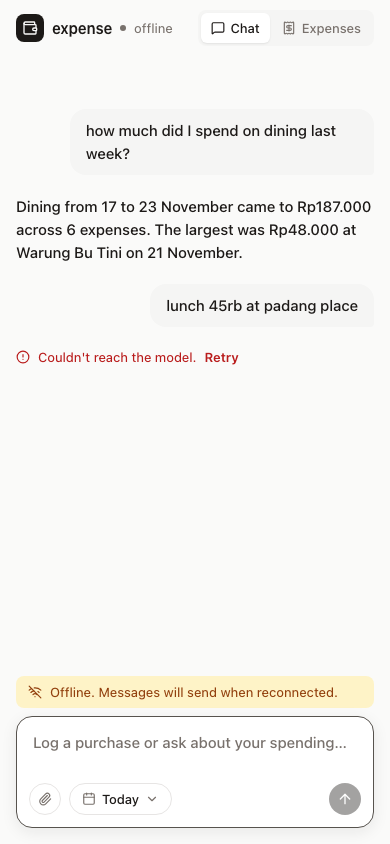 expense • offline
Chat
Expenses
how much did I spend on dining last
week?
Dining from 17 to 23 November came to Rp187.000
across 6 expenses. The largest was Rp48.000 at
Warung Bu Tini on 21 November.
lunch 45rb at padang place
Couldn't reach the model. Retry
Offline. Messages will send when reconnected.
Log a purchase or ask about your spending...
Today